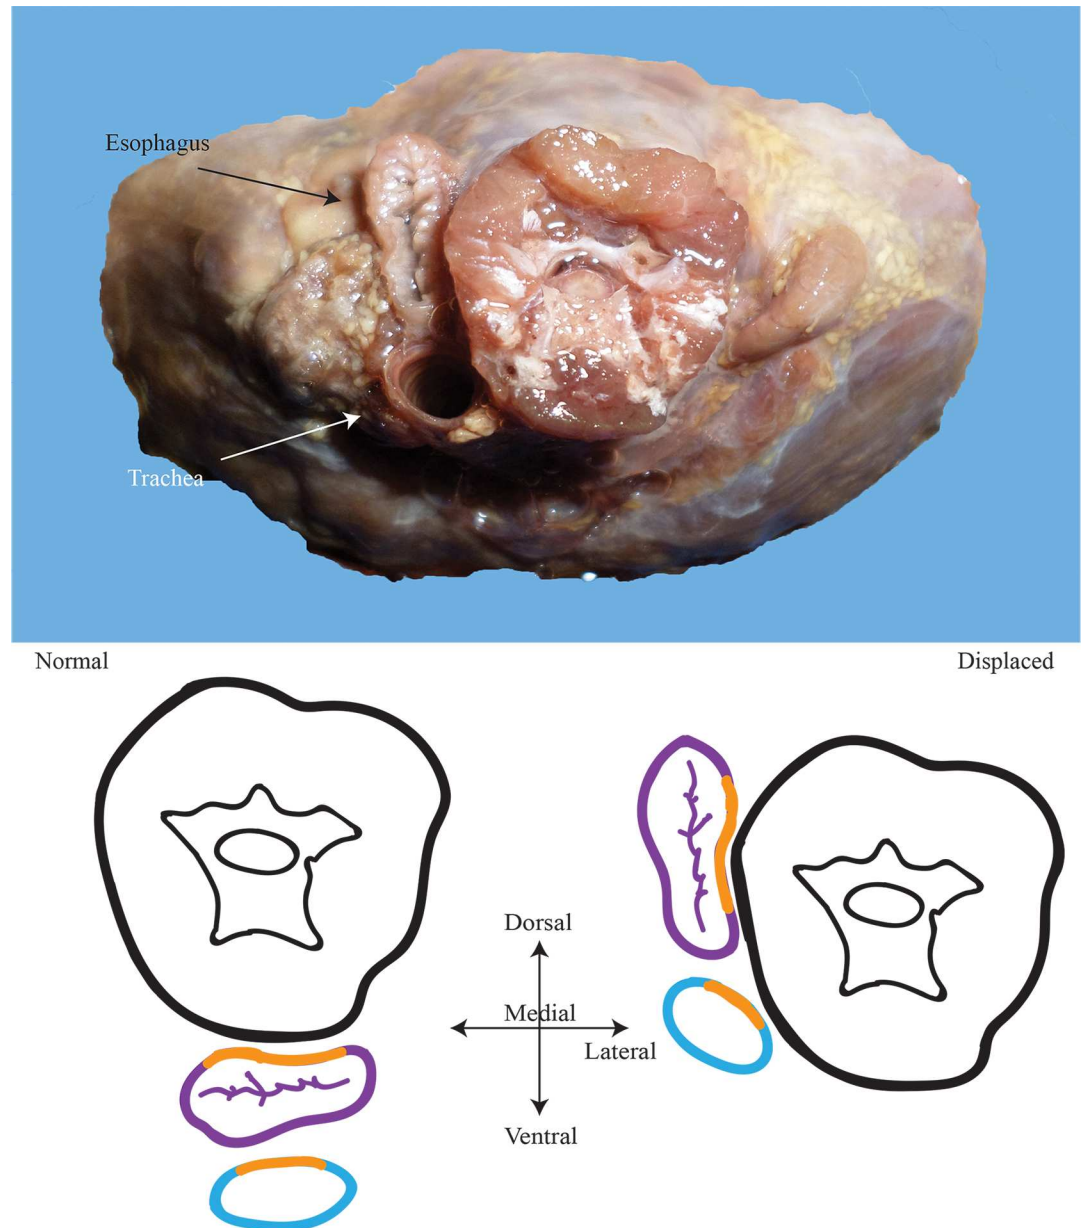 Esophagus
Trachea
Normal
Displaced
Dorsal
Medial
Lateral
Ventral